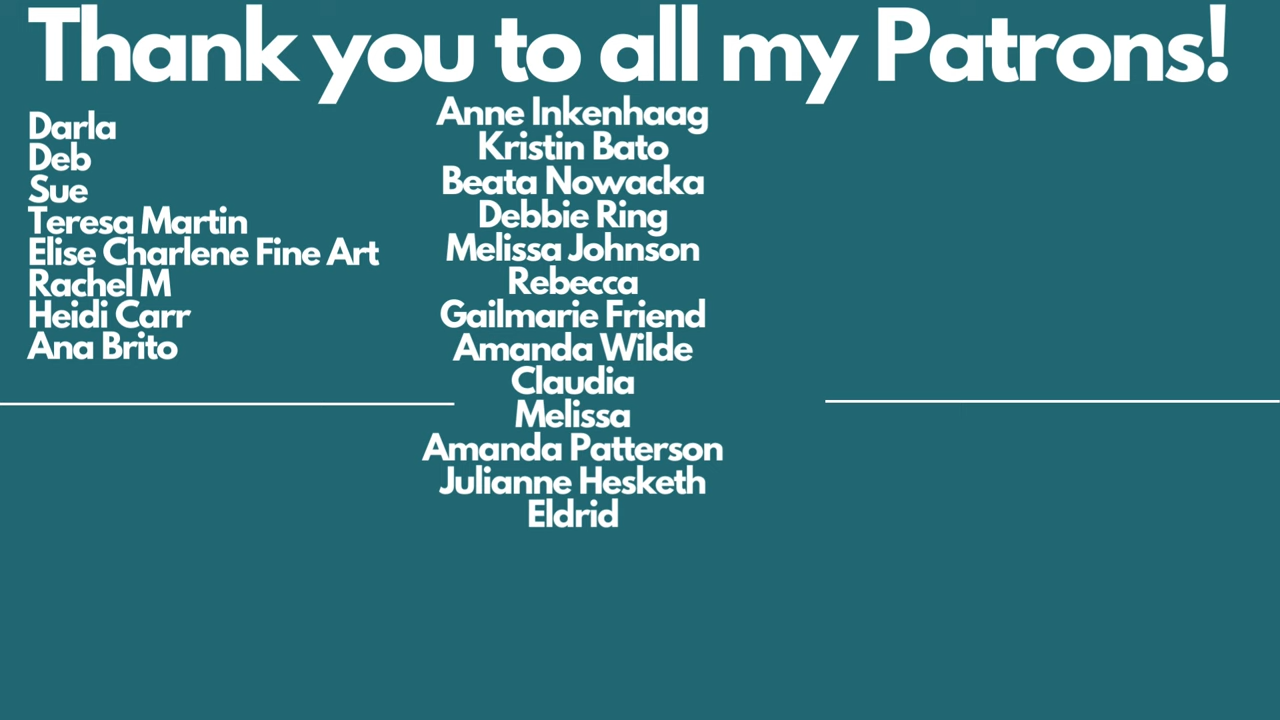 Thank you to all my Patrons!
Darla
Deb
Sue
Teresa Martin
Elise Charlene Fine Art
Rachel M
Heidi Carr
Ana Brito
Anne Inkenhaag
Kristin Bato
Beata Nowacka
Debbie Ring
Melissa Johnson
Rebecca
Gailmarie Friend
Amanda Wilde
Claudia
Melissa
Amanda Patterson
Julianne Hesketh
Eldrid